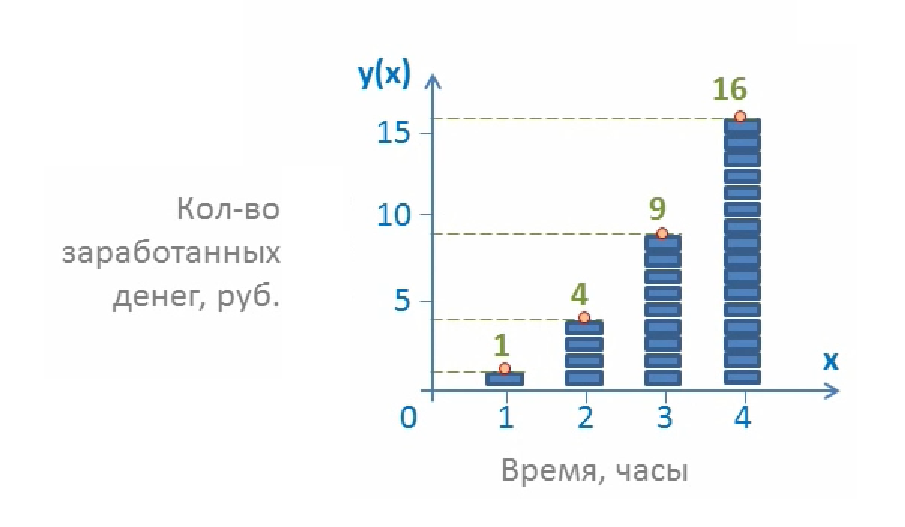 y(x)
16
15
Кол-во
заработанных
денег, руб.
10
9
5
4
1
x
0
1
2
3
4
Время, часы